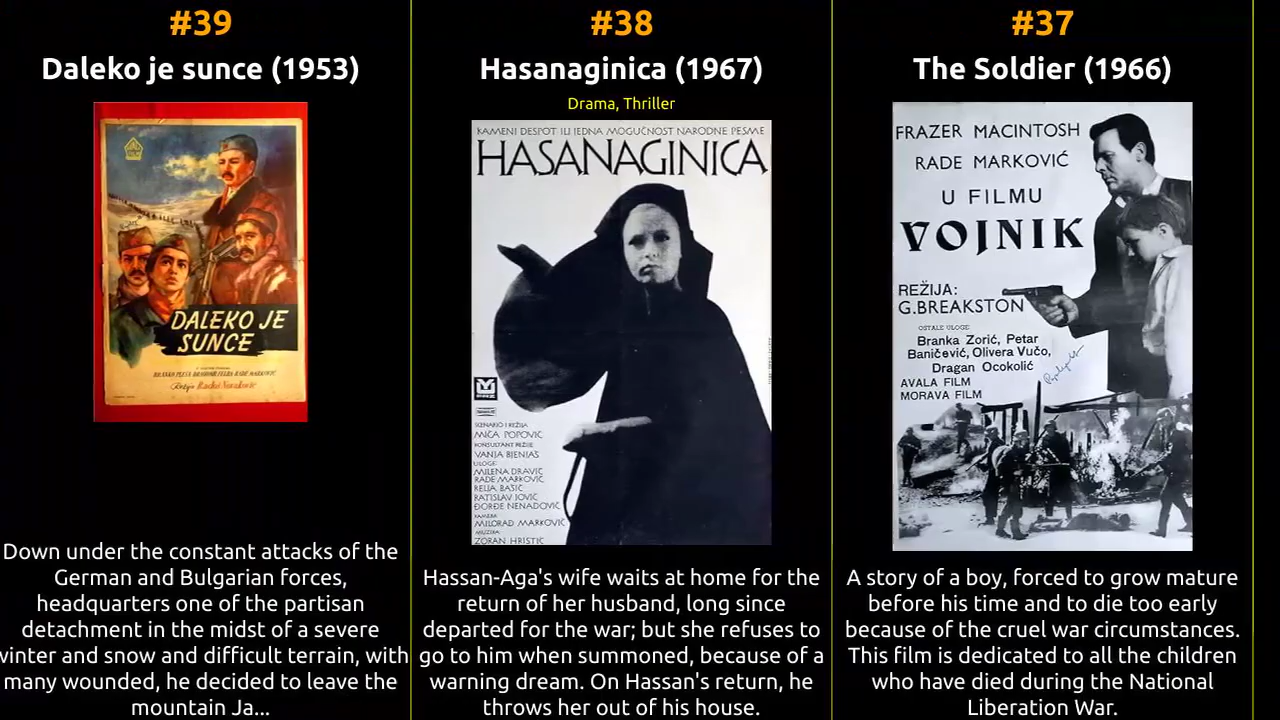 #39
Daleko je sunce (1953)
DALEKO JE
SUNCE
Down under the constant attacks of the
German and Bulgarian forces,
headquarters one of the partisan
detachment in the midst of a severe
winter and snow and difficult terrain, with
many wounded, he decided to leave the
mountain Ja...
#38
Hasanaginica (1967)
Drama, Thriller
KAMENI DESPOT ILI JEDNA MOGUĆNOST NARODNE PESME
HASANAGINICA
SCENARIO I REŽIJA
MIĆA POPOVIĆ
KONSULTANT REŽIJE
VANJA BJENJAŠ
ULOGE
MILENA DRAVIĆ
RADE MARKOVIĆ
RELJA BAŠIĆ
RATISLAV JOVIĆ
ĐORĐE NENADOVIĆ
KAMERA
MILORAD MARKOVIĆ
MUZIKA
ZORAN HRISTIĆ
Hassan-Aga's wife waits at home for the
return of her husband, long since
departed for the war; but she refuses to
go to him when summoned, because of a
warning dream. On Hassan's return, he
throws her out of his house.
#37
The Soldier (1966)
FRAZER MACINTOSH
RADE MARKOVIĆ
U FILMU
VOJNIK
REŽIJA:
G.BREAKSTON
OSTALE ULOGE
Branka Zorić, Petar
Baničević, Olivera Vučo,
Dragan Ocokolić
AVALA FILM
MORAVA FILM
A story of a boy, forced to grow mature
before his time and to die too early
because of the cruel war circumstances.
This film is dedicated to all the children
who have died during the National
Liberation War.